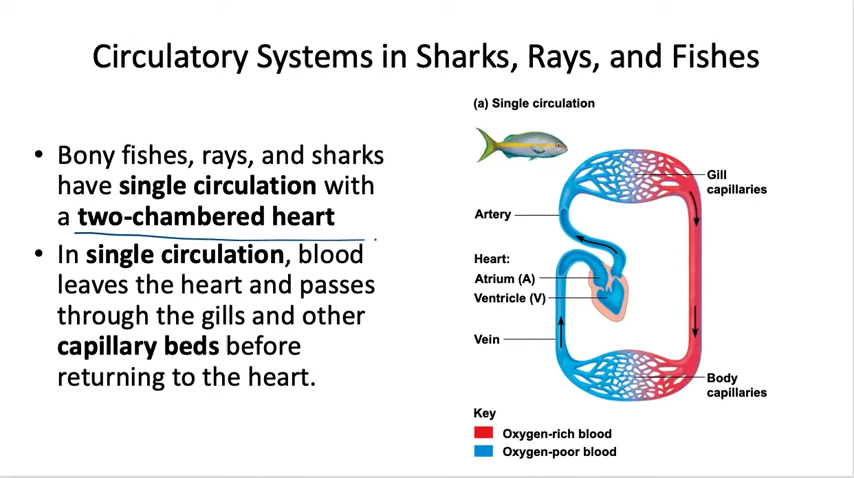 Circulatory Systems in Sharks, Rays, and Fishes
• Bony fishes, rays, and sharks
have single circulation with
a two-chambered heart
• In single circulation, blood
leaves the heart and passes
through the gills and other
capillary beds before
returning to the heart.
(a) Single circulation
Gill
capillaries
Artery
Heart:
Atrium (A)
Ventricle (V)
Vein
Body
capillaries
Key
Oxygen-rich blood
Oxygen-poor blood